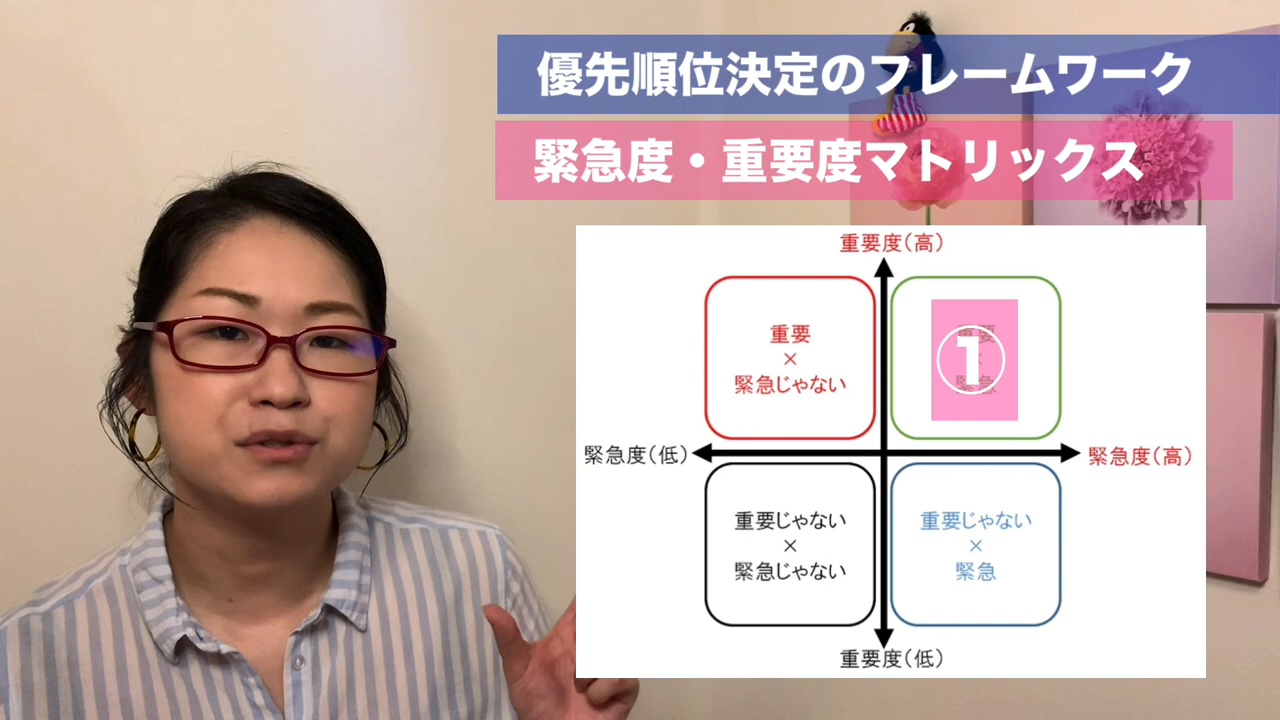 優先順位決定のフレームワーク
緊急度・重要度マトリックス
重要度(高)
重要
×
緊急じゃない
①
緊急度(低)
緊急度(高)
重要じゃない
×
緊急じゃない
重要じゃない
×
緊急
重要度(低)